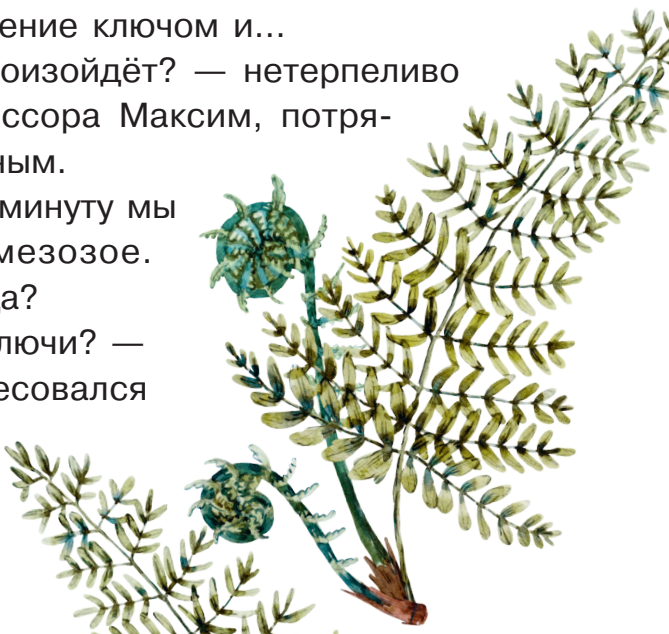 ение ключом и...
оизойдёт? — нетерпеливо
ссора Максим, потря-
ным.
минуту мы
мезозое.
а?
лючи? —
есовался